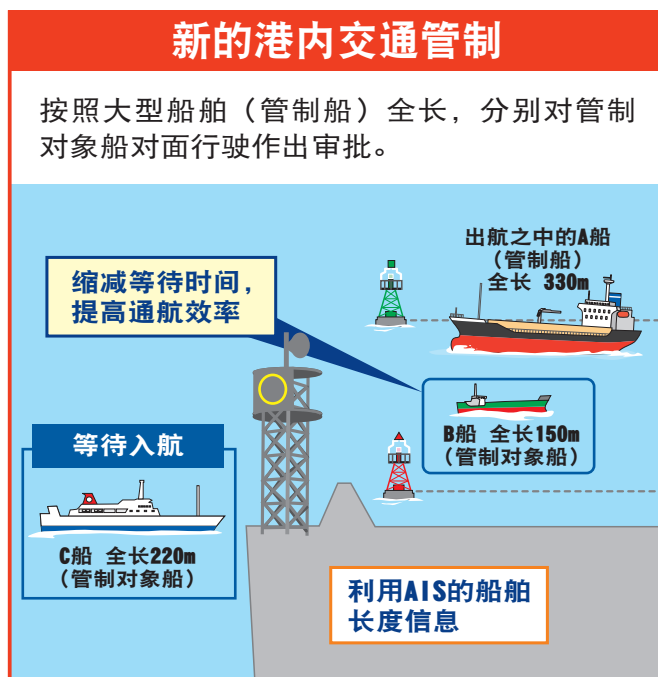 新的港内交通管制
按照大型船舶（管制船）全长，分别对管制
对象船对面行驶作出审批。
出航之中的A船
（管制船）
全长 330m
缩减等待时间，
提高通航效率
B船 全长150m
（管制对象船）
等待入航
C船 全长220m
（管制对象船）
利用AIS的船舶
长度信息